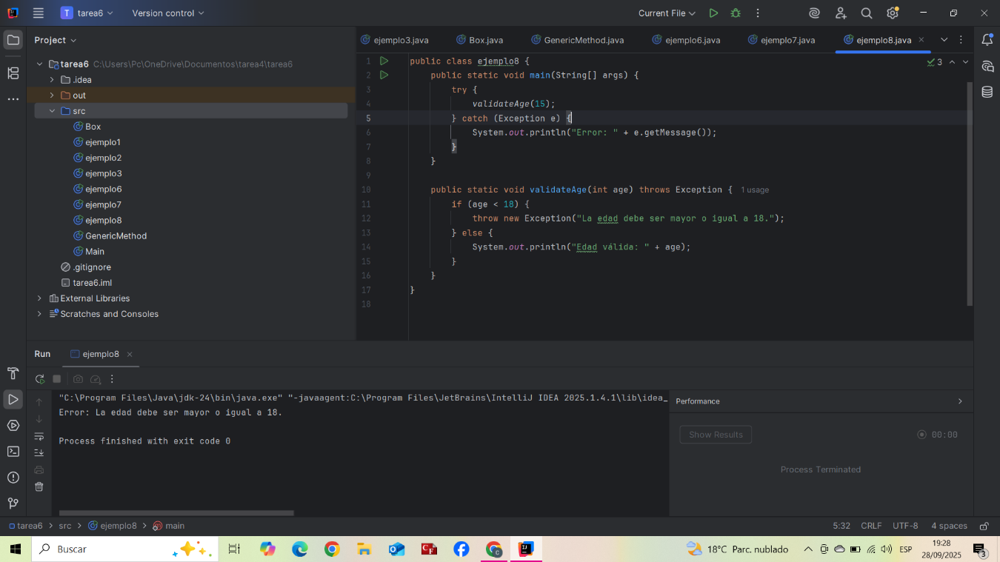 T tarea6 Version control Current File
Project
tarea6 C:\Users\Pc\OneDrive\Documentos\tarea4\tarea6
.idea
out
src
Box
ejemplo1
ejemplo2
ejemplo3
ejemplo6
ejemplo7
ejemplo8
GenericMethod
Main
.gitignore
tarea6.iml
External Libraries
Scratches and Consoles
ejemplo3.java Box.java GenericMethod.java ejemplo6.java ejemplo7.java ejemplo8.java
3
1 public class ejemplo8 {
2 public static void main(String[] args) {
3 try {
4 validateAge(15);
5 } catch (Exception e) {
6 System.out.println("Error: " + e.getMessage());
7 }
8 }
9
10 public static void validateAge(int age) throws Exception { 1 usage
11 if (age < 18) {
12 throw new Exception("La edad debe ser mayor o igual a 18.");
13 } else {
14 System.out.println("Edad válida: " + age);
15 }
16 }
17 }
18
Run ejemplo8
"C:\Program Files\Java\jdk-24\bin\java.exe" "-javaagent:C:\Program Files\JetBrains\IntelliJ IDEA 2025.1.4.1\lib\idea_
Error: La edad debe ser mayor o igual a 18.
Process finished with exit code 0
Performance
Show Results 00:00
Process Terminated
tarea6 > src > ejemplo8 > main 5:32 CRLF UTF-8 4 spaces
Buscar 18°C Parc. nublado ESP 19:28
28/09/2025 3